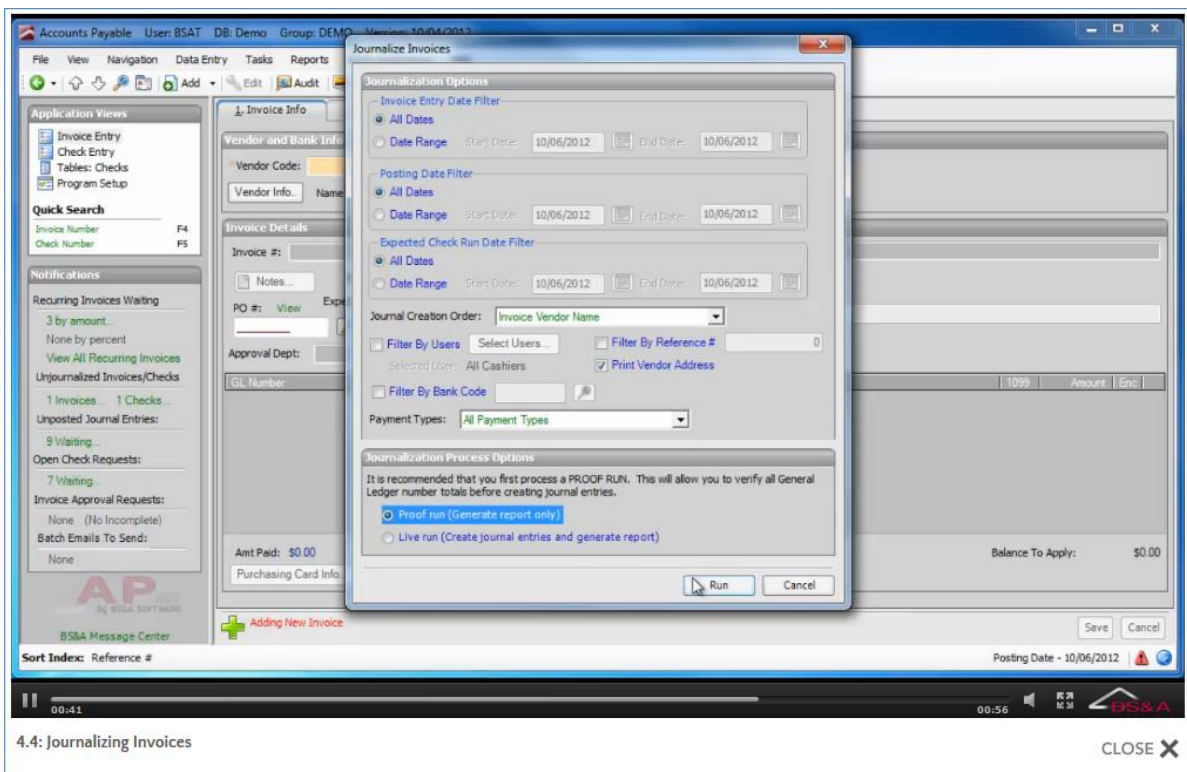 Accounts Payable User: BSAT DB: Demo Group: DEMO Version: 10/04/2012
File View Navigation Data Entry Tasks Reports
Add Edit Audit
Application Views
Invoice Entry
Check Entry
Tables: Checks
Program Setup
Quick Search
Invoice Number F4
Check Number F5
Notifications
Recurring Invoices Waiting
3 by amount...
None by percent
View All Recurring Invoices
Unjournalized Invoices/Checks
1 Invoices... 1 Checks...
Unposted Journal Entries:
9 Waiting...
Open Check Requests:
7 Waiting...
Invoice Approval Requests:
None (No Incomplete)
Batch Emails To Send:
None
AP
by BS&A SOFTWARE
BS&A Message Center
1. Invoice Info
Vendor and Bank Info
Vendor Code:
Vendor Info.. Name
Invoice Details
Invoice #:
Notes...
PO #: View Expe
Approval Dept:
GL Number 1099 Amount Enc
Amt Paid: $0.00 Balance To Apply: $0.00
Purchasing Card Info.
Adding New Invoice Save Cancel
Sort Index: Reference # Posting Date - 10/06/2012
Journalize Invoices
Journalization Options
Invoice Entry Date Filter
All Dates
Date Range Start Date: 10/06/2012 End Date: 10/06/2012
Posting Date Filter
All Dates
Date Range Start Date: 10/06/2012 End Date: 10/06/2012
Expected Check Run Date Filter
All Dates
Date Range Start Date: 10/06/2012 End Date: 10/06/2012
Journal Creation Order: Invoice Vendor Name
Filter By Users Select Users... Filter By Reference # 0
Selected User: All Cashiers Print Vendor Address
Filter By Bank Code
Payment Types: All Payment Types
Journalization Process Options
It is recommended that you first process a PROOF RUN. This will allow you to verify all General
Ledger number totals before creating journal entries.
Proof run (Generate report only)
Live run (Create journal entries and generate report)
Run Cancel
00:41 00:56 BS&A
4.4: Journalizing Invoices CLOSE X